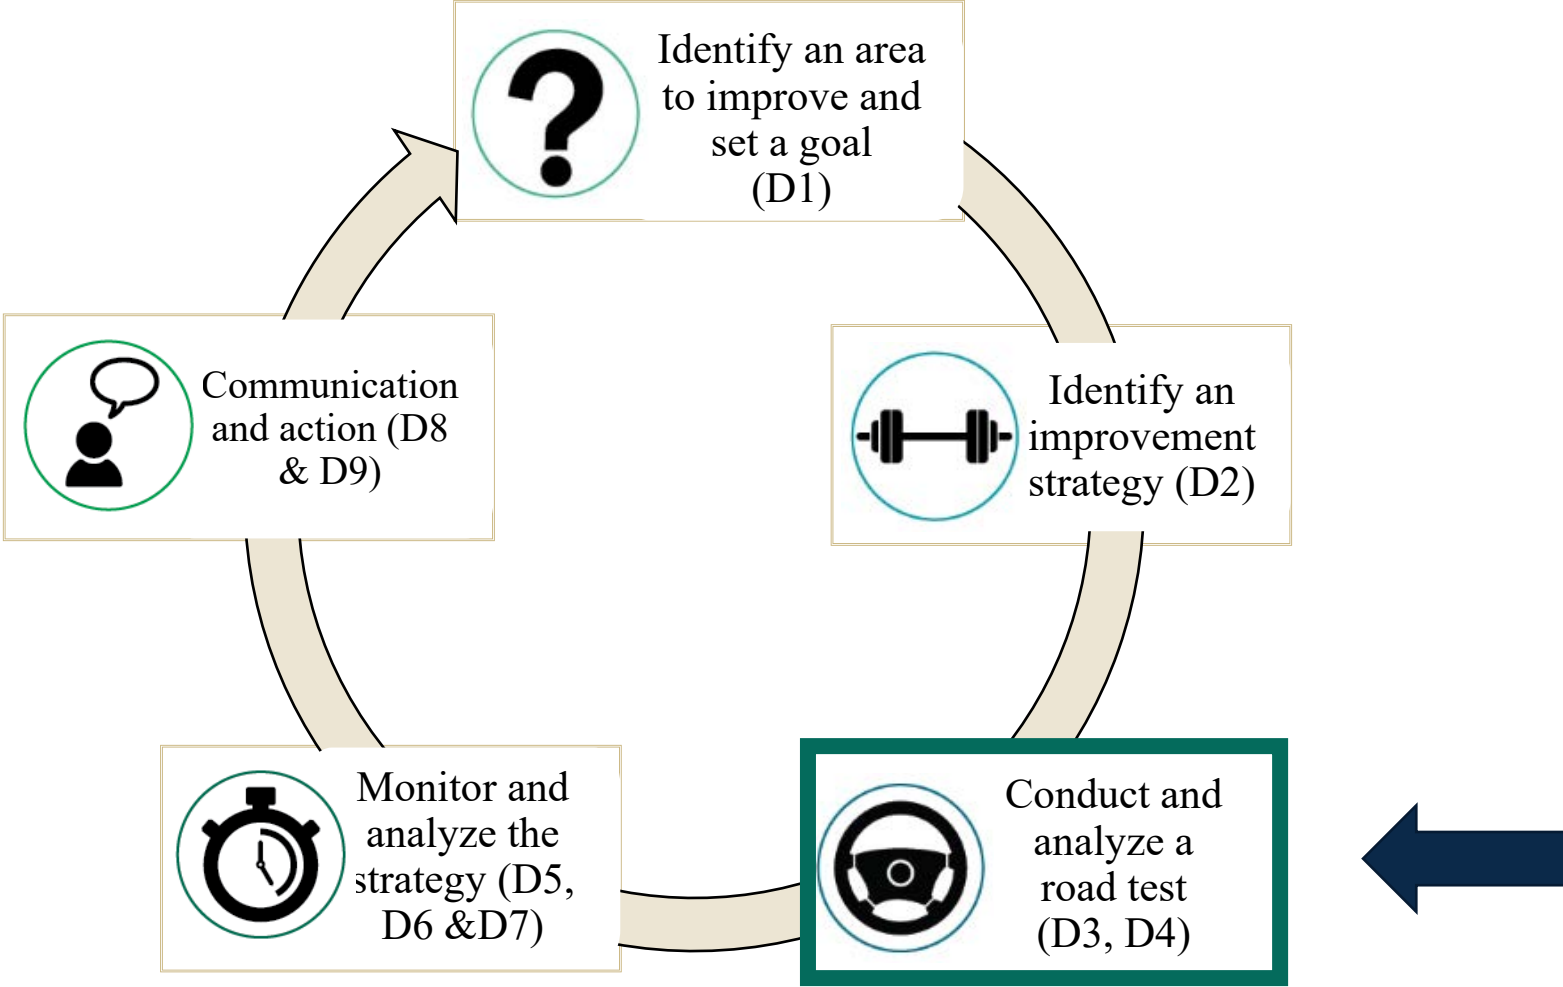 Identify an area
to improve and
set a goal
(D1)
Identify an
improvement
strategy (D2)
Conduct and
analyze a
road test
(D3, D4)
Monitor and
analyze the
strategy (D5,
D6 &D7)
Communication
and action (D8
& D9)